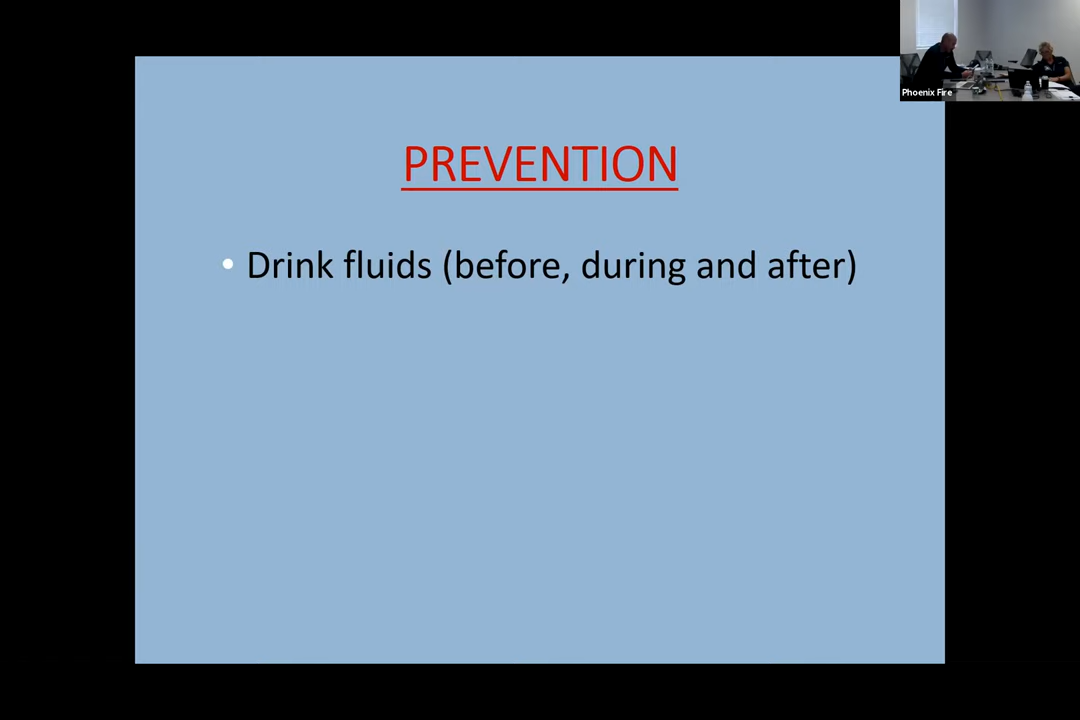 Phoenix Fire
PREVENTION
• Drink fluids (before, during and after)